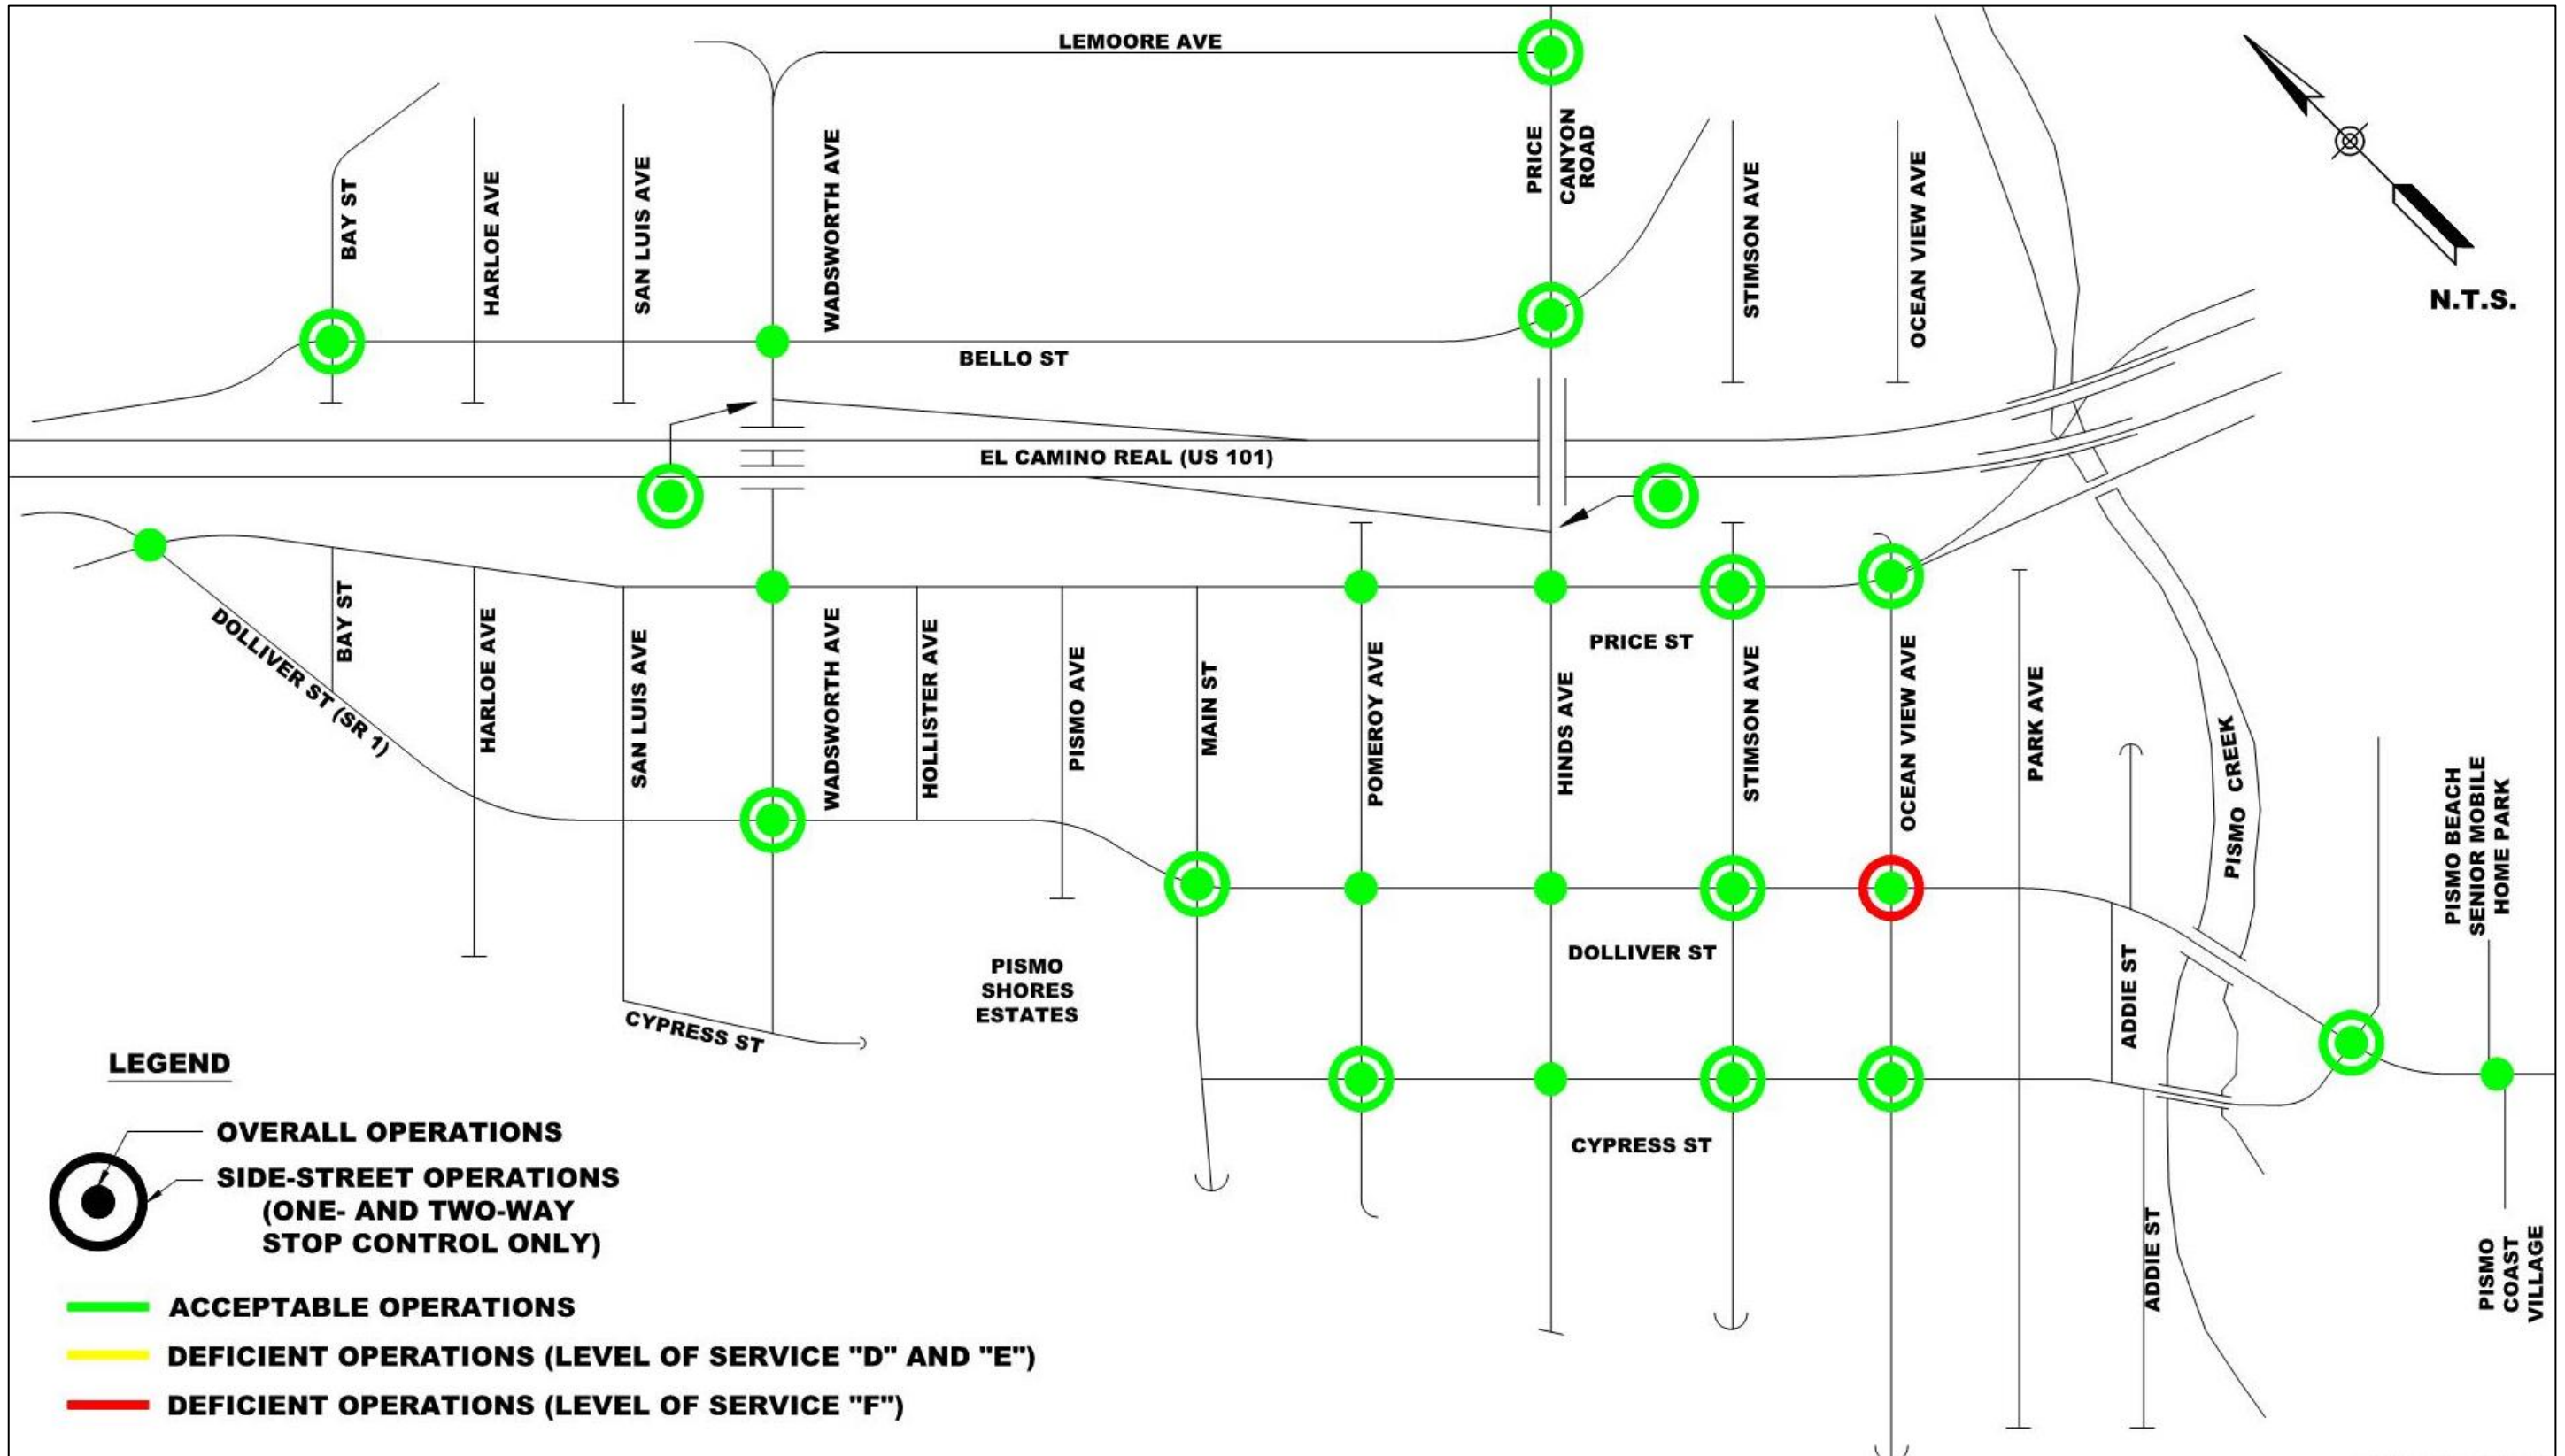 LEMOORE AVE
PRICE
CANYON
ROAD
BAY ST
HARLOE AVE
SAN LUIS AVE
WADSWORTH AVE
STIMSON AVE
OCEAN VIEW AVE
N.T.S.
BELLO ST
EL CAMINO REAL (US 101)
DOLLIVER ST (SR 1)
BAY ST
HARLOE AVE
SAN LUIS AVE
WADSWORTH AVE
HOLLISTER AVE
PISMO AVE
MAIN ST
POMEROY AVE
HINDS AVE
PRICE ST
STIMSON AVE
OCEAN VIEW AVE
PARK AVE
PISMO CREEK
PISMO BEACH
SENIOR MOBILE
HOME PARK
DOLLIVER ST
PISMO
SHORES
ESTATES
CYPRESS ST
ADDIE ST
CYPRESS ST
ADDIE ST
PISMO
COAST
VILLAGE
LEGEND
OVERALL OPERATIONS
SIDE-STREET OPERATIONS
(ONE- AND TWO-WAY
STOP CONTROL ONLY)
ACCEPTABLE OPERATIONS
DEFICIENT OPERATIONS (LEVEL OF SERVICE "D" AND "E")
DEFICIENT OPERATIONS (LEVEL OF SERVICE "F")